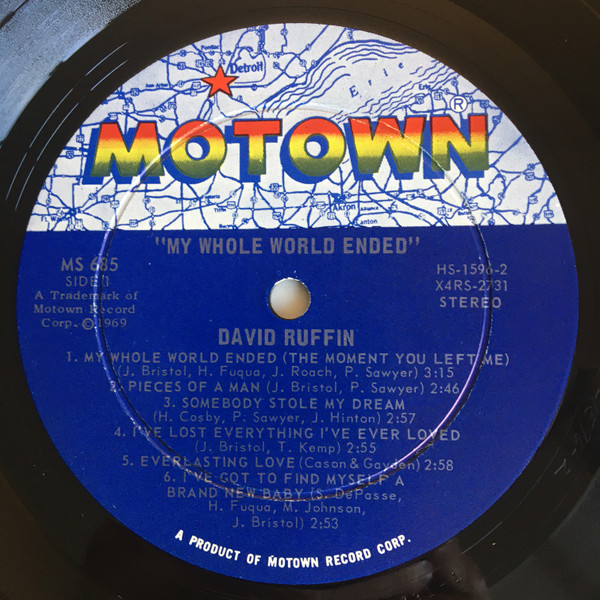 Pontiac
Detroit
Ann Arbor
Erie
Erie
MOTOWN®
Akron
Canton
"MY WHOLE WORLD ENDED"
MS 685
SIDE 1
A Trademark of
Motown Record
Corp. © 1969
HS-1596-2
X4RS-2731
STEREO
DAVID RUFFIN
1. MY WHOLE WORLD ENDED (THE MOMENT YOU LEFT ME)
(J. Bristol, H. Fuqua, J. Roach, P. Sawyer) 3:15
2. PIECES OF A MAN (J. Bristol, P. Sawyer) 2:46
3. SOMEBODY STOLE MY DREAM
(H. Cosby, P. Sawyer, J. Hinton) 2:57
4. I'VE LOST EVERYTHING I'VE EVER LOVED
(J. Bristol, T. Kemp) 2:55
5. EVERLASTING LOVE (Cason & Gayden) 2:58
6. I'VE GOT TO FIND MYSELF A
BRAND NEW BABY (S. DePasse,
H. Fuqua, M. Johnson,
J. Bristol) 2:53
A PRODUCT OF MOTOWN RECORD CORP.